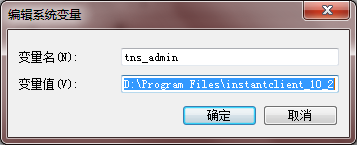 编辑系统变量
变量名(N): tns_admin
变量值(V): D:\Program Files\instantclient_10_2
确定 取消